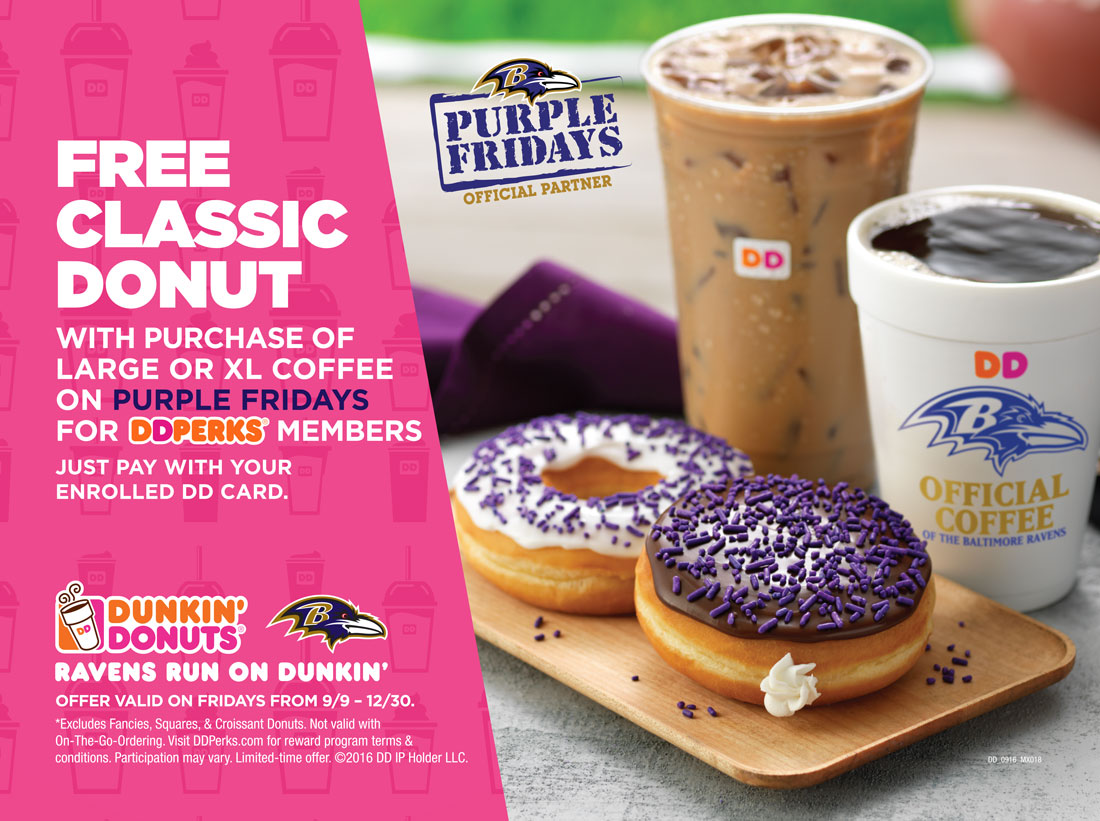 FREE
CLASSIC
DONUT
WITH PURCHASE OF
LARGE OR XL COFFEE
ON PURPLE FRIDAYS
FOR DDPERKS® MEMBERS
JUST PAY WITH YOUR
ENROLLED DD CARD.
DD
DUNKIN'
DONUTS®
B
RAVENS RUN ON DUNKIN'
OFFER VALID ON FRIDAYS FROM 9/9 – 12/30.
*Excludes Fancies, Squares, & Croissant Donuts. Not valid with
On-The-Go-Ordering. Visit DDPerks.com for reward program terms &
conditions. Participation may vary. Limited-time offer. ©2016 DD IP Holder LLC.
B
PURPLE
FRIDAYS
OFFICIAL PARTNER
DD
DD
B
OFFICIAL
COFFEE
OF THE BALTIMORE RAVENS
DD_0916_MX018